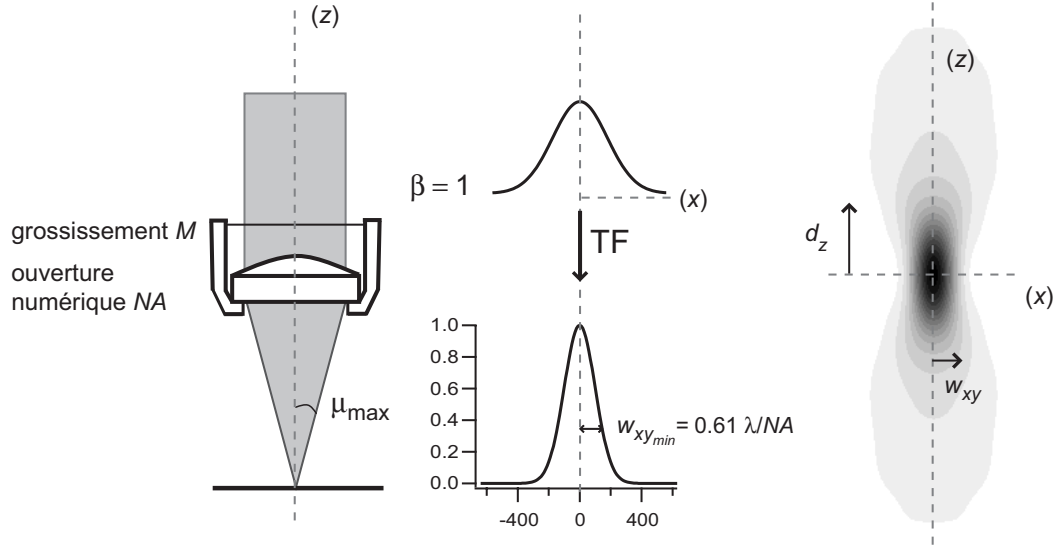 (z)
grossissement M
ouverture
numérique NA
μmax
β = 1
(x)
TF
1.0
0.8
0.6
0.4
0.2
0.0
wxymin = 0.61 λ/NA
-400
0
400
(z)
dz
(x)
wxy